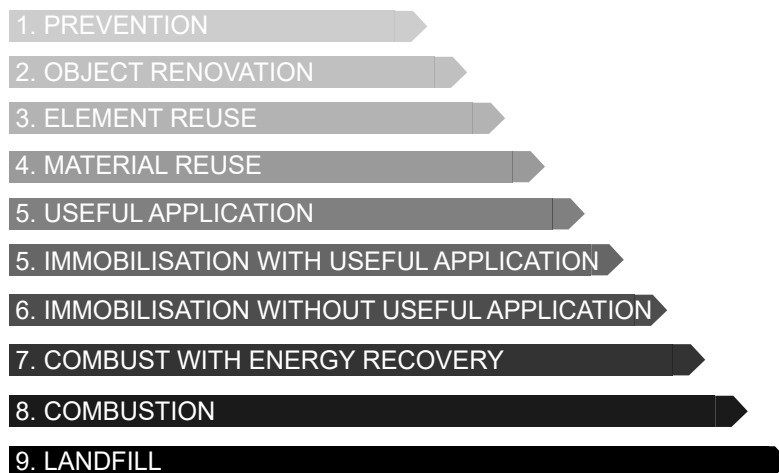 1. PREVENTION
2. OBJECT RENOVATION
3. ELEMENT REUSE
4. MATERIAL REUSE
5. USEFUL APPLICATION
5. IMMOBILISATION WITH USEFUL APPLICATION
6. IMMOBILISATION WITHOUT USEFUL APPLICATION
7. COMBUST WITH ENERGY RECOVERY
8. COMBUSTION
9. LANDFILL